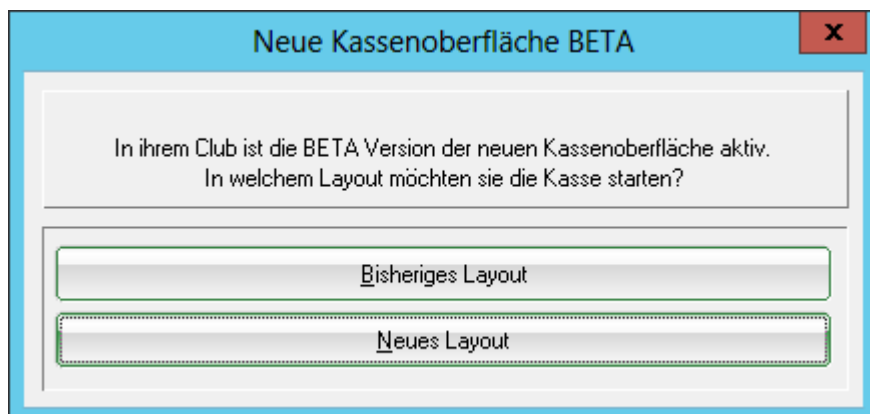 Neue Kassenoberfläche BETA
x
In ihrem Club ist die BETA Version der neuen Kassenoberfläche aktiv.
In welchem Layout möchten sie die Kasse starten?
Bisheriges Layout
Neues Layout